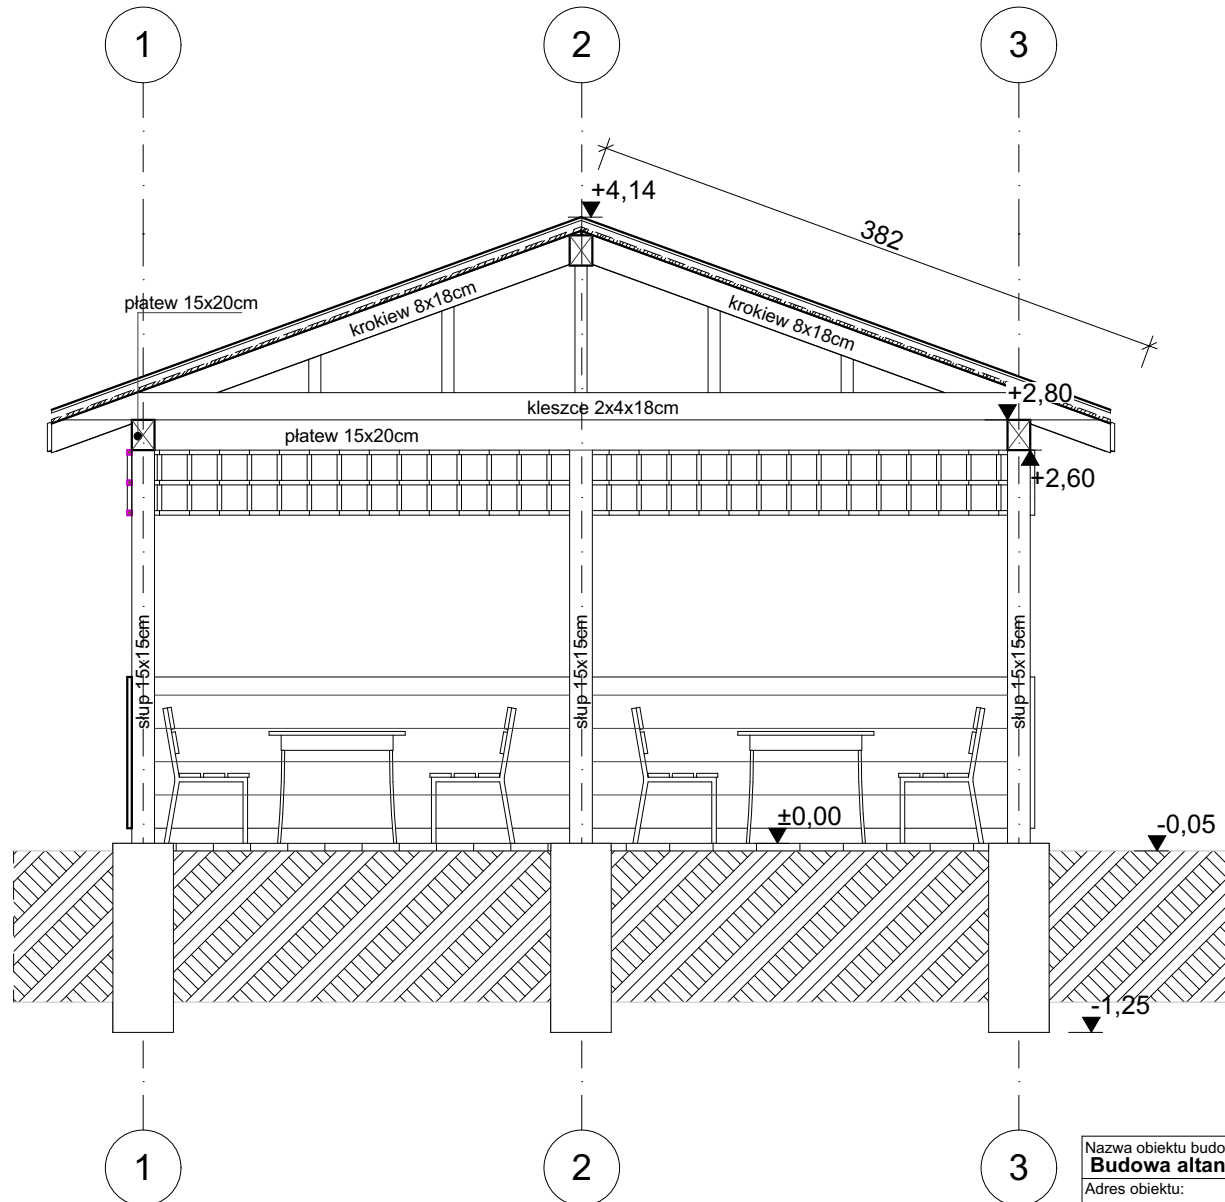 1
2
3
+4,14
382
płatew 15x20cm
krokiew 8x18cm
krokiew 8x18cm
+2,80
kleszce 2x4x18cm
płatew 15x20cm
+2,60
słup 15x15cm
słup 15x15cm
słup 15x15cm
±0,00
-0,05
-1,25
1
2
3
Nazwa obiektu budo
Budowa altan
Adres obiektu: